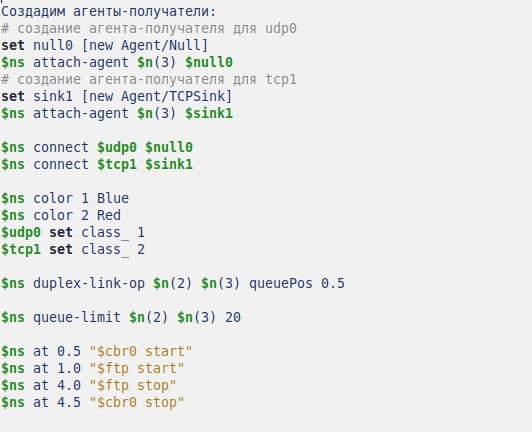 Создадим агенты-получатели:
# создание агента-получателя для udp0
set null0 [new Agent/Null]
$ns attach-agent $n(3) $null0
# создание агента-получателя для tcp1
set sink1 [new Agent/TCPSink]
$ns attach-agent $n(3) $sink1
$ns connect $udp0 $null0
$ns connect $tcp1 $sink1
$ns color 1 Blue
$ns color 2 Red
$udp0 set class_ 1
$tcp1 set class_ 2
$ns duplex-link-op $n(2) $n(3) queuePos 0.5
$ns queue-limit $n(2) $n(3) 20
$ns at 0.5 "$cbr0 start"
$ns at 1.0 "$ftp start"
$ns at 4.0 "$ftp stop"
$ns at 4.5 "$cbr0 stop"